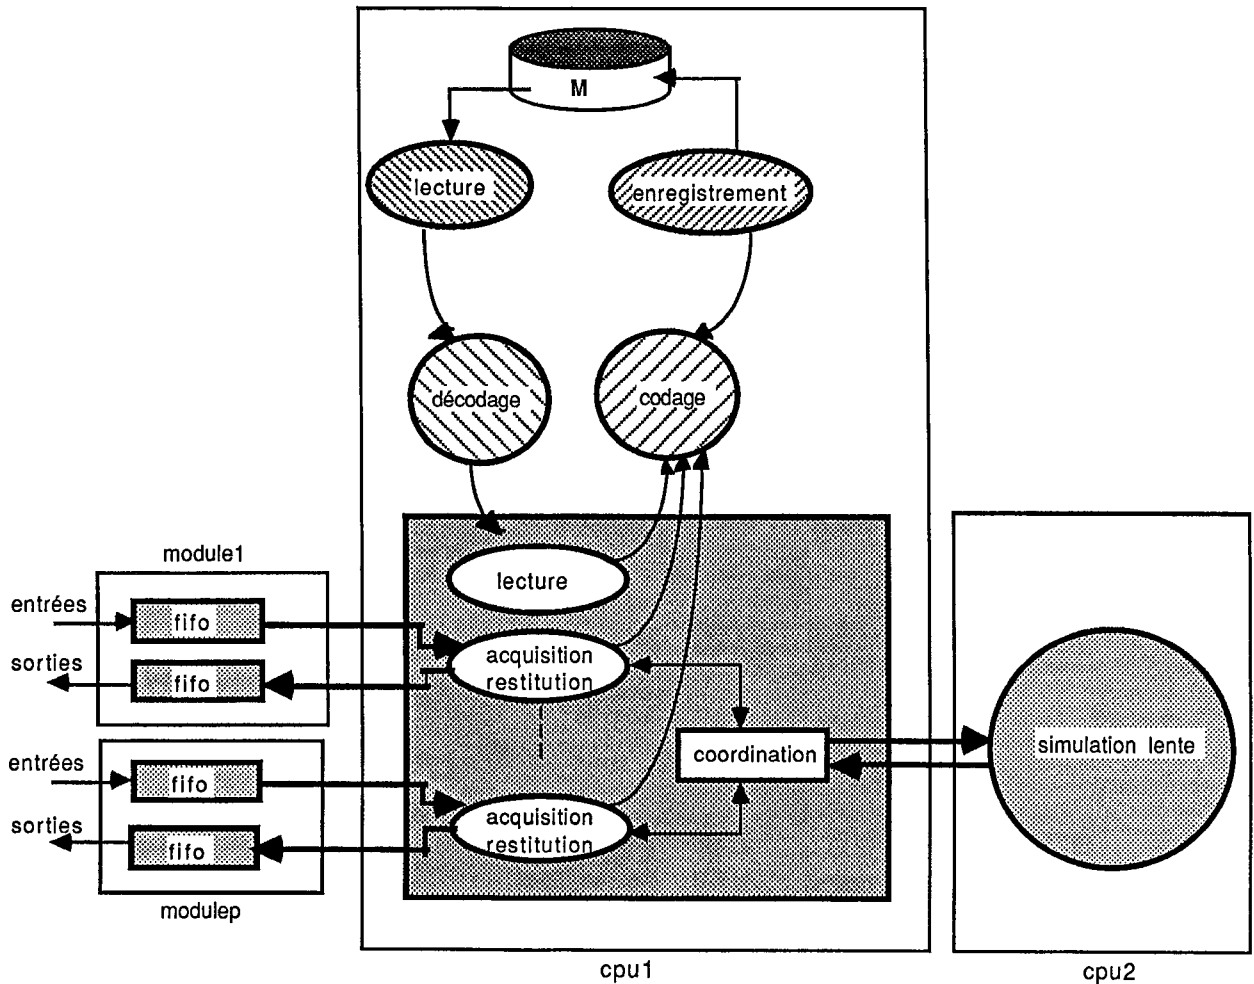 M
lecture
enregistrement
décodage
codage
module1
entrées
fifo
sorties
fifo
lecture
acquisition
restitution
coordination
simulation lente
entrées
fifo
sorties
fifo
acquisition
restitution
modulep
cpu1
cpu2